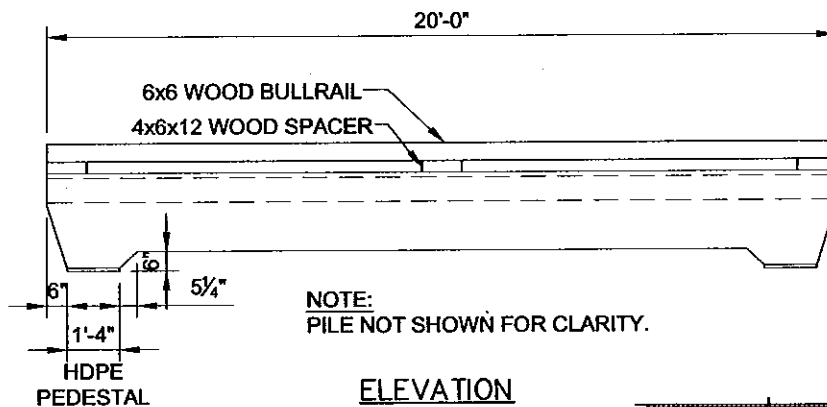 20'-0"
6x6 WOOD BULLRAIL
4x6x12 WOOD SPACER
6"
6"
5¼"
1'-4"
HDPE
PEDESTAL
NOTE:
PILE NOT SHOWN FOR CLARITY.
ELEVATION